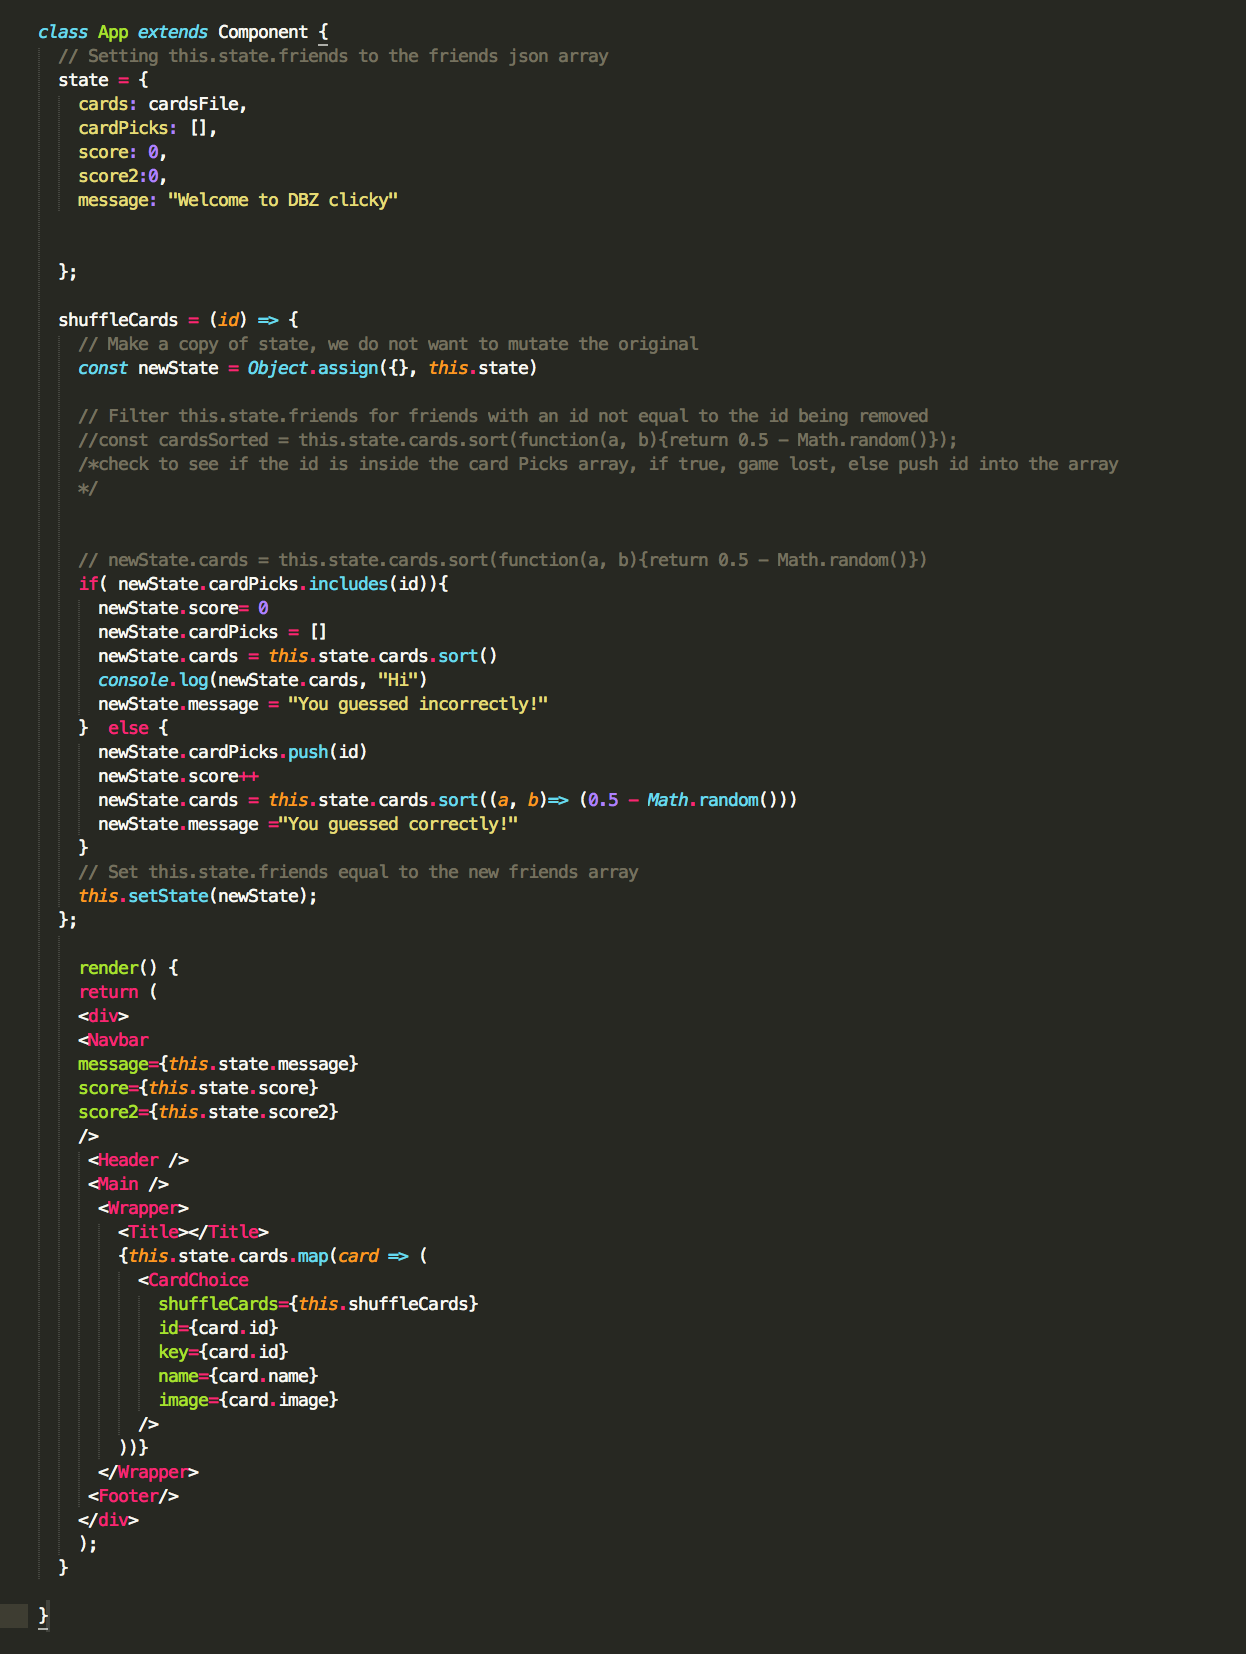 class App extends Component {
// Setting this.state.friends to the friends json array
state = {
cards: cardsFile,
cardPicks: [],
score: 0,
score2:0,
message: "Welcome to DBZ clicky"
};
shuffleCards = (id) => {
// Make a copy of state, we do not want to mutate the original
const newState = Object.assign({}, this.state)
// Filter this.state.friends for friends with an id not equal to the id being removed
//const cardsSorted = this.state.cards.sort(function(a, b){return 0.5 - Math.random()});
/*check to see if the id is inside the card Picks array, if true, game lost, else push id into the array
*/
// newState.cards = this.state.cards.sort(function(a, b){return 0.5 - Math.random()})
if( newState.cardPicks.includes(id)){
newState.score= 0
newState.cardPicks = []
newState.cards = this.state.cards.sort()
console.log(newState.cards, "Hi")
newState.message = "You guessed incorrectly!"
}  else {
newState.cardPicks.push(id)
newState.score++
newState.cards = this.state.cards.sort((a, b)=> (0.5 - Math.random()))
newState.message ="You guessed correctly!"
}
// Set this.state.friends equal to the new friends array
this.setState(newState);
};
render() {
return (
<div>
<Navbar
message={this.state.message}
score={this.state.score}
score2={this.state.score2}
/>
<Header />
<Main />
<Wrapper>
<Title></Title>
{this.state.cards.map(card => (
<CardChoice
shuffleCards={this.shuffleCards}
id={card.id}
key={card.id}
name={card.name}
image={card.image}
/>
))}
</Wrapper>
<Footer/>
</div>
);
}
}